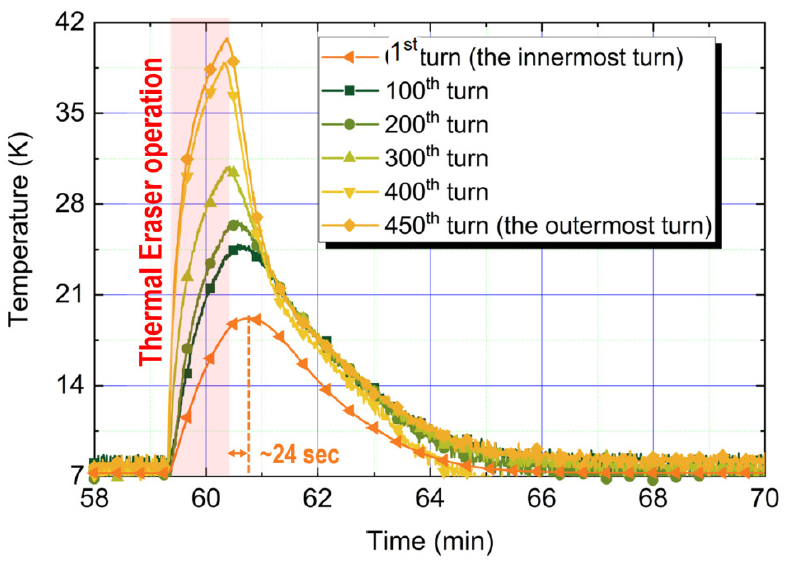 42
35
28
21
14
7
Temperature (K)
Thermal Eraser operation
1st turn (the innermost turn)
100th turn
200th turn
300th turn
400th turn
450th turn (the outermost turn)
~24 sec
58 60 62 64 66 68 70
Time (min)